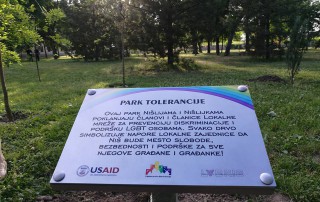 PARK TOLERANCIJE
OVAJ PARK NIŠLIJAMA I NIŠLIJKAMA
POKLANJAJU ČLANOVI I ČLANICE LOKALNE
MREŽE ZA PREVENCIJU DISKRIMINACIJE I
PODRŠKU LGBT OSOBAMA. SVAKO DRVO
SIMBOLIZUJE NAPORE LOKALNE ZAJEDNICE DA
NIŠ BUDE MESTO SLOBODE,
BEZBEDNOSTI I PODRŠKE ZA SVE
NJEGOVE GRAĐANE I GRAĐANKE!
USAID